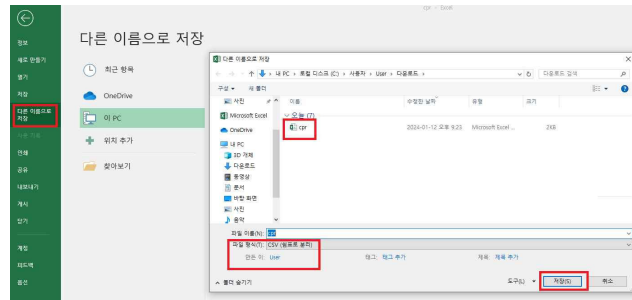 cpr - Excel
정보
새로 만들기
열기
저장
다른 이름으로
저장
인쇄
공유
내보내기
게시
닫기
계정
피드백
옵션
다른 이름으로 저장
최근 항목
OneDrive
이 PC
위치 추가
찾아보기
다른 이름으로 저장
내 PC › 로컬 디스크 (C:) › 사용자 › User › 다운로드 ›
다운로드 검색
구성 새 폴더
이름 수정한 날짜 유형 크기
사진
Microsoft Excel
OneDrive
내 PC
3D 개체
다운로드
동영상
문서
바탕 화면
사진
음악
오늘 (7)
cpr 2024-01-12 오후 9:23 Microsoft Excel ... 2KB
파일 이름(N): cpr
파일 형식(T): CSV (쉼표로 분리)
만든 이: User 태그: 태그 추가 제목: 제목 추가
폴더 숨기기
도구(L) 저장(S) 취소